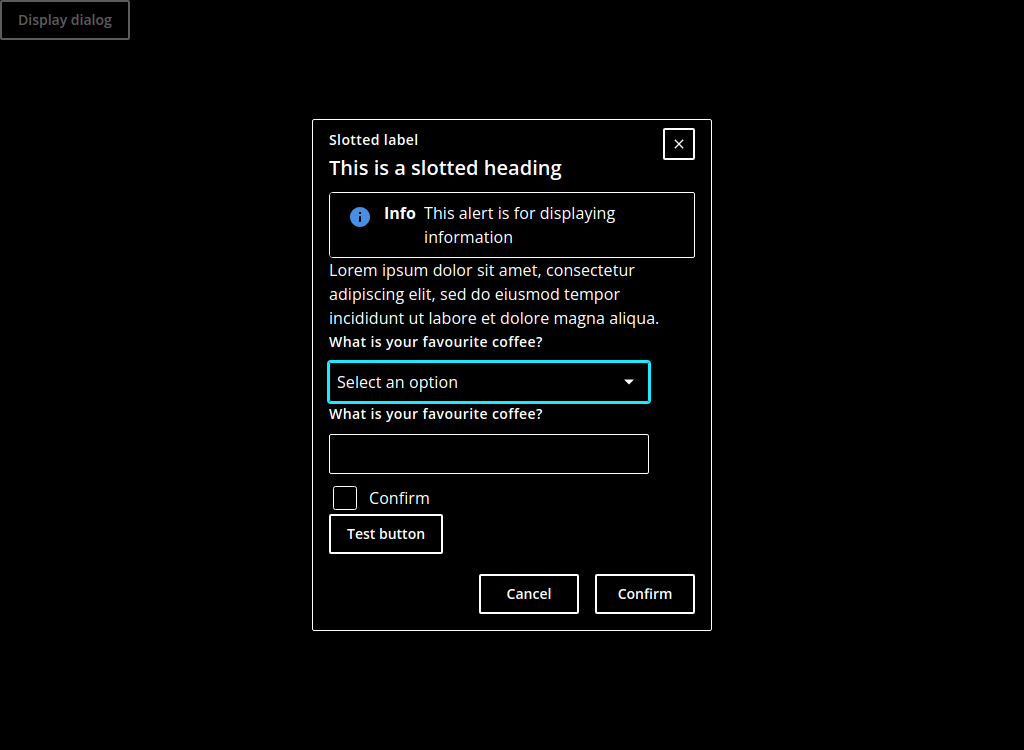 Display dialog
Slotted label
This is a slotted heading
Info This alert is for displaying
information
Lorem ipsum dolor sit amet, consectetur
adipiscing elit, sed do eiusmod tempor
incididunt ut labore et dolore magna aliqua.
What is your favourite coffee?
Select an option
What is your favourite coffee?
Confirm
Test button
Cancel Confirm